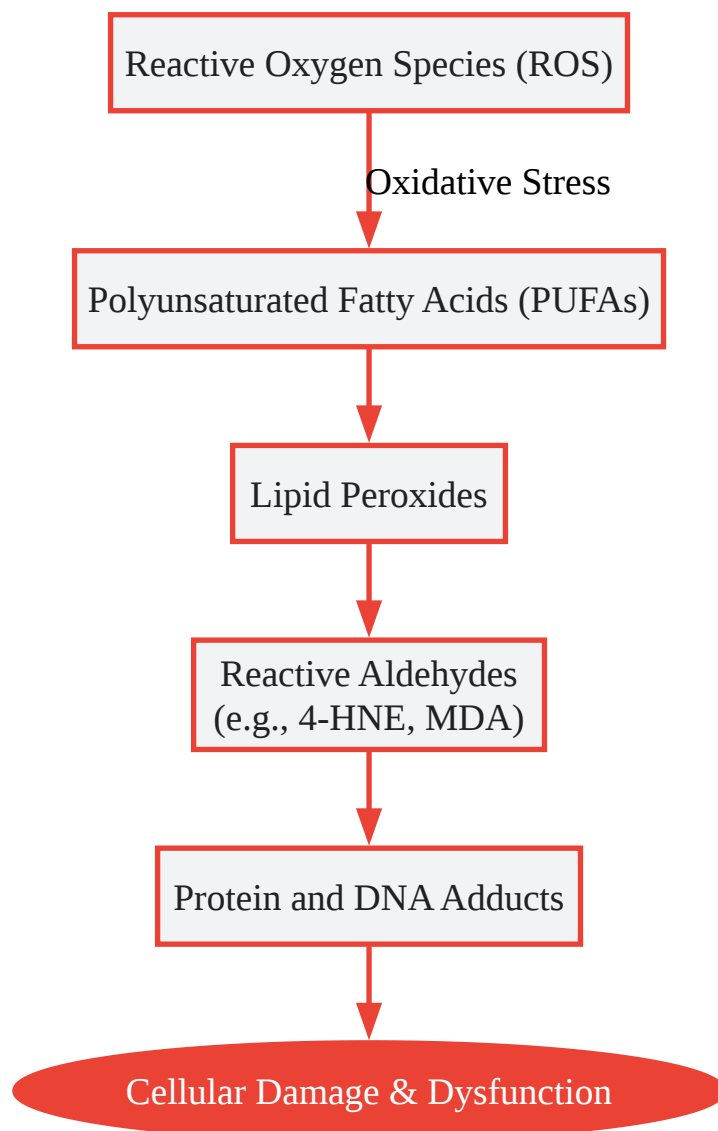 Reactive Oxygen Species (ROS)
Oxidative Stress
Polyunsaturated Fatty Acids (PUFAs)
Lipid Peroxides
Reactive Aldehydes
(e.g., 4-HNE, MDA)
Protein and DNA Adducts
Cellular Damage & Dysfunction